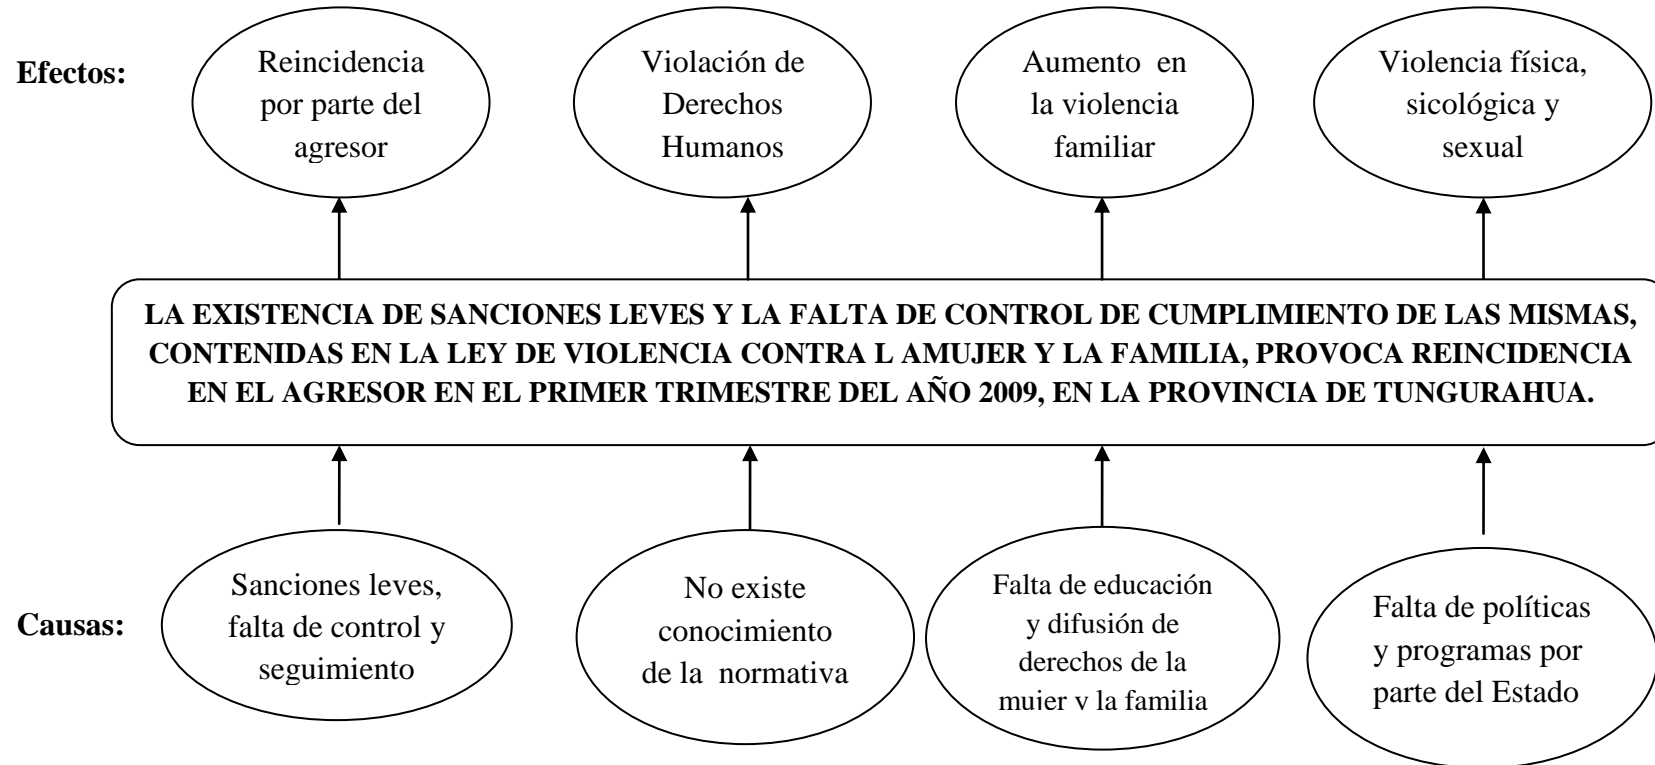 Efectos:
Reincidencia
por parte del
agresor
Violación de
Derechos
Humanos
Aumento en
la violencia
familiar
Violencia física,
sicológica y
sexual
LA EXISTENCIA DE SANCIONES LEVES Y LA FALTA DE CONTROL DE CUMPLIMIENTO DE LAS MISMAS,
CONTENIDAS EN LA LEY DE VIOLENCIA CONTRA L AMUJER Y LA FAMILIA, PROVOCA REINCIDENCIA
EN EL AGRESOR EN EL PRIMER TRIMESTRE DEL AÑO 2009, EN LA PROVINCIA DE TUNGURAHUA.
Causas:
Sanciones leves,
falta de control y
seguimiento
No existe
conocimiento
de la normativa
Falta de educación
y difusión de
derechos de la
mujer y la familia
Falta de políticas
y programas por
parte del Estado